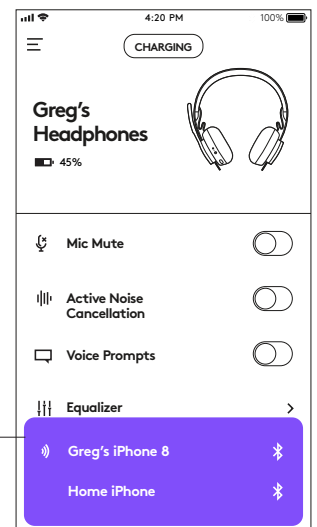 4:20 PM
100%
CHARGING
Greg's
Headphones
45%
Mic Mute
Active Noise
Cancellation
Voice Prompts
Equalizer
Greg's iPhone 8
Home iPhone